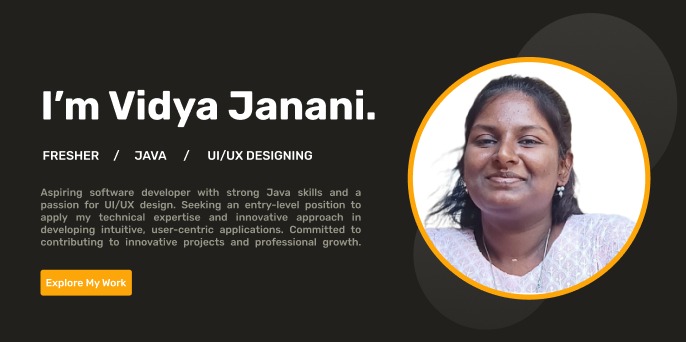 I'm Vidya Janani.
FRESHER / JAVA / UI/UX DESIGNING
Aspiring software developer with strong Java skills and a
passion for UI/UX design. Seeking an entry-level position to
apply my technical expertise and innovative approach in
developing intuitive, user-centric applications. Committed to
contributing to innovative projects and professional growth.
Explore My Work